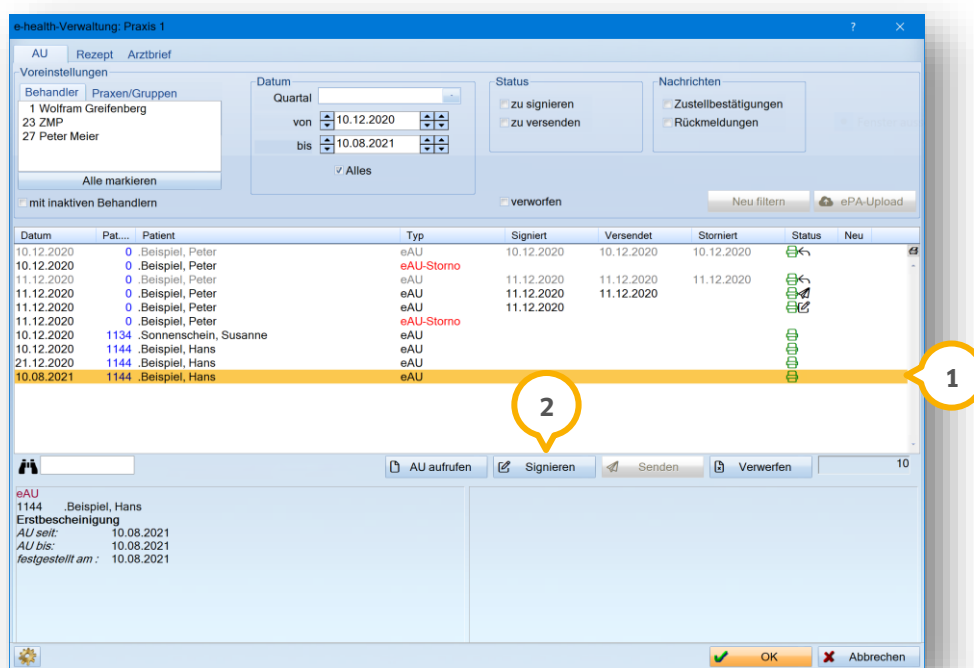 e-health-Verwaltung: Praxis 1 ?
AU Rezept Arztbrief
Voreinstellungen
Behandler Praxen/Gruppen
1 Wolfram Greifenberg
23 ZMP
27 Peter Meier
Alle markieren
mit inaktiven Behandlern
Datum
Quartal
von 10.12.2020
bis 10.08.2021
Alles
Status
zu signieren
zu versenden
verworfen
Nachrichten
Zustellbestätigungen
Rückmeldungen
Neu filtern ePA-Upload
Datum Pat.... Patient Typ Signiert Versendet Storniert Status Neu
10.12.2020 0 .Beispiel, Peter eAU 10.12.2020 10.12.2020 10.12.2020
10.12.2020 0 .Beispiel, Peter eAU-Storno
11.12.2020 0 .Beispiel, Peter eAU 11.12.2020 11.12.2020 11.12.2020
11.12.2020 0 .Beispiel, Peter eAU 11.12.2020 11.12.2020
11.12.2020 0 .Beispiel, Peter eAU 11.12.2020
11.12.2020 0 .Beispiel, Peter eAU-Storno
10.12.2020 1134 .Sonnenschein, Susanne eAU
10.12.2020 1144 .Beispiel, Hans eAU
21.12.2020 1144 .Beispiel, Hans eAU
10.08.2021 1144 .Beispiel, Hans eAU
1
2
AU aufrufen Signieren Senden Verwerfen 10
eAU
1144 .Beispiel, Hans
Erstbescheinigung
AU seit: 10.08.2021
AU bis: 10.08.2021
festgestellt am : 10.08.2021
OK Abbrechen